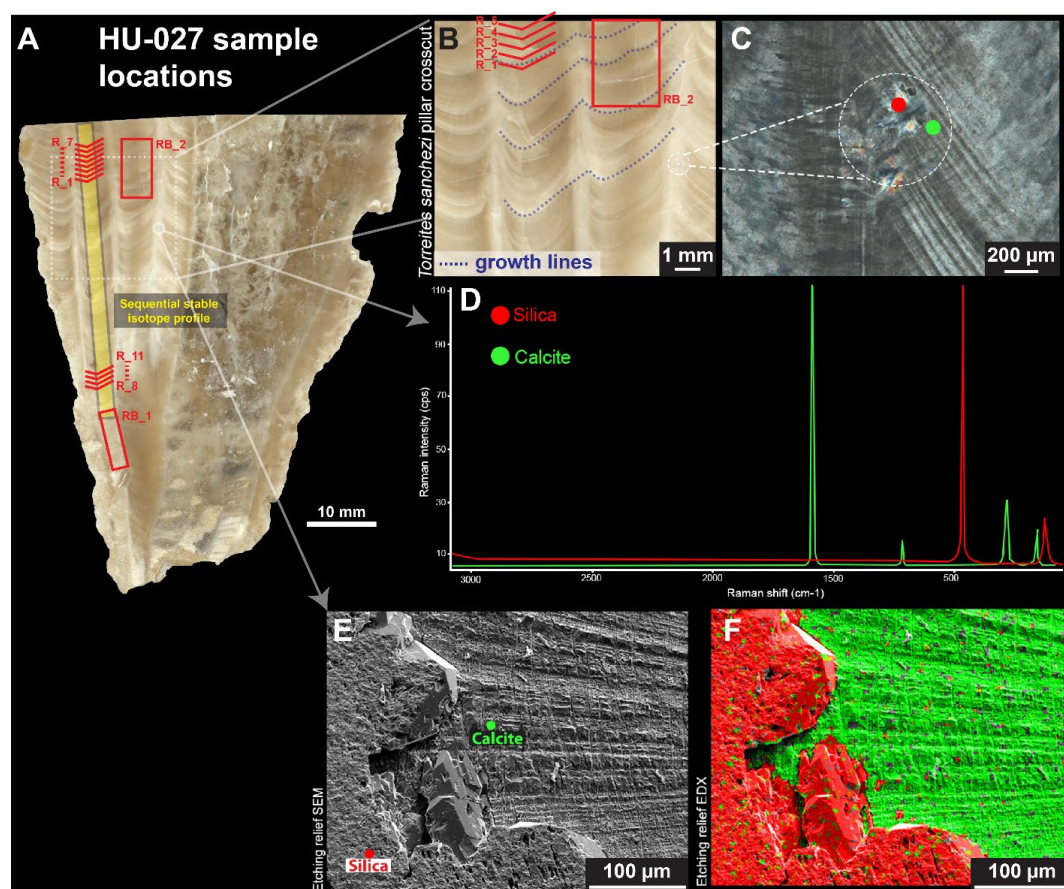 A
HU-027 sample
locations
R_7
R_1
RB_2
Sequential stable
isotope profile
R_11
R_8
RB_1
10 mm
Torreites sanchezi pillar crosscut
B
R_5
R_4
R_3
R_2
R_1
RB_2
growth lines
1 mm
C
200 µm
D
Silica
Calcite
Raman intensity (cps)
110
90
70
50
30
10
3000
2500
2000
1500
500
Raman shift (cm-1)
Etching relief SEM
E
Calcite
Silica
100 µm
Etching relief EDX
F
100 µm